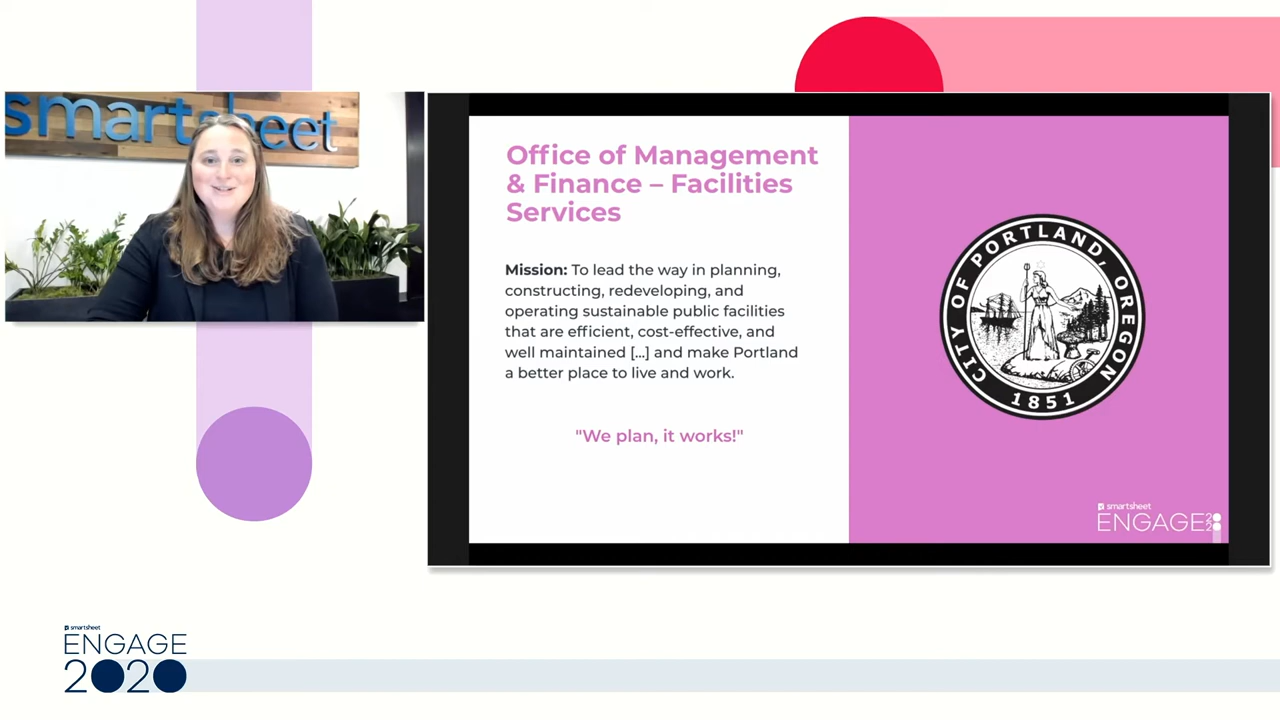 smartsheet
Office of Management
& Finance – Facilities
Services
Mission: To lead the way in planning,
constructing, redeveloping, and
operating sustainable public facilities
that are efficient, cost-effective, and
well maintained [...] and make Portland
a better place to live and work.
"We plan, it works!"
CITY OF PORTLAND, OREGON
1851
smartsheet
ENGAGE
smartsheet
ENGAGE
2020